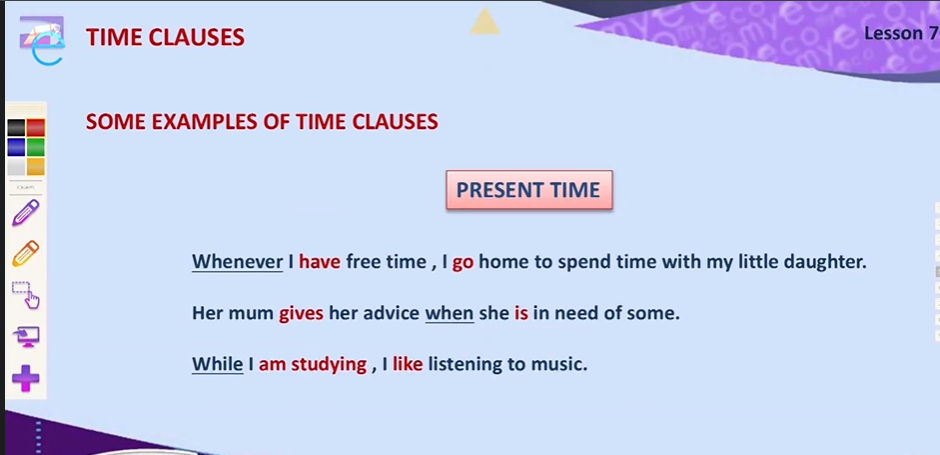 TIME CLAUSES
Lesson 7
SOME EXAMPLES OF TIME CLAUSES
PRESENT TIME
Whenever I have free time , I go home to spend time with my little daughter.
Her mum gives her advice when she is in need of some.
While I am studying , I like listening to music.